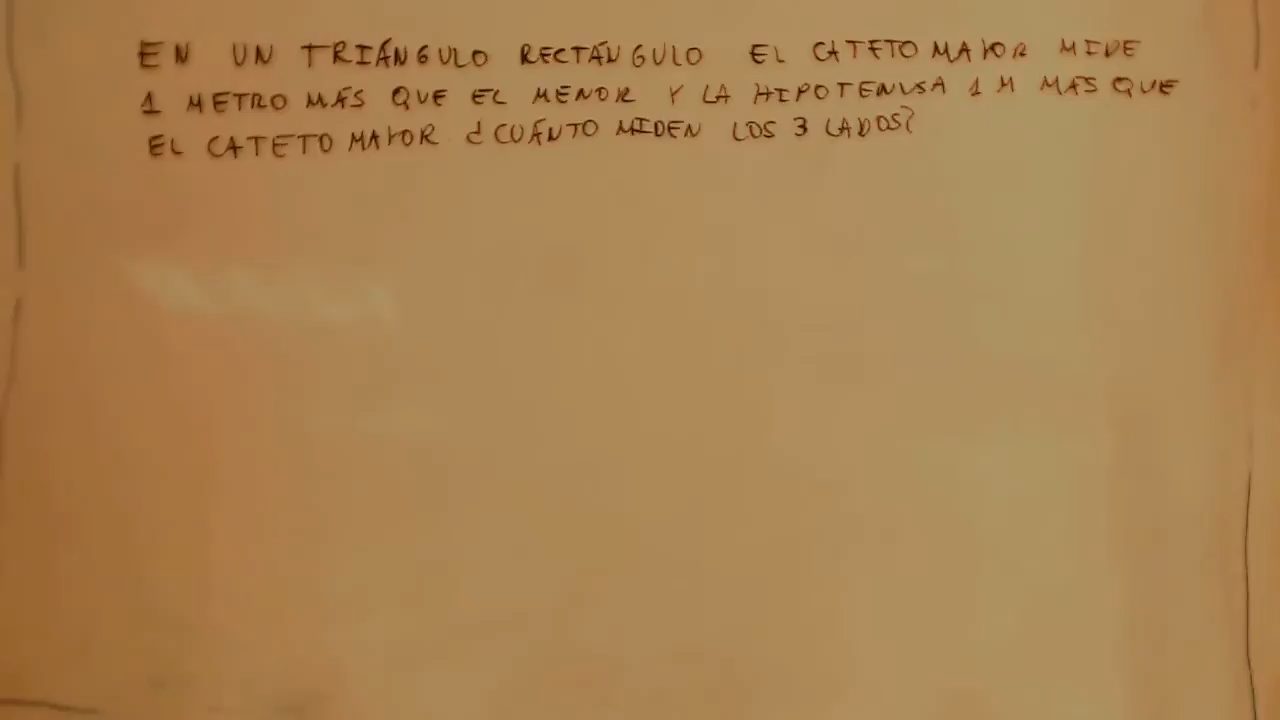 EN UN TRIÁNGULO RECTÁNGULO EL CATETO MAYOR MIDE
1 METRO MÁS QUE EL MENOR Y LA HIPOTENUSA 1 M MAS QUE
EL CATETO MAYOR ¿CUÁNTO MIDEN LOS 3 LADOS?